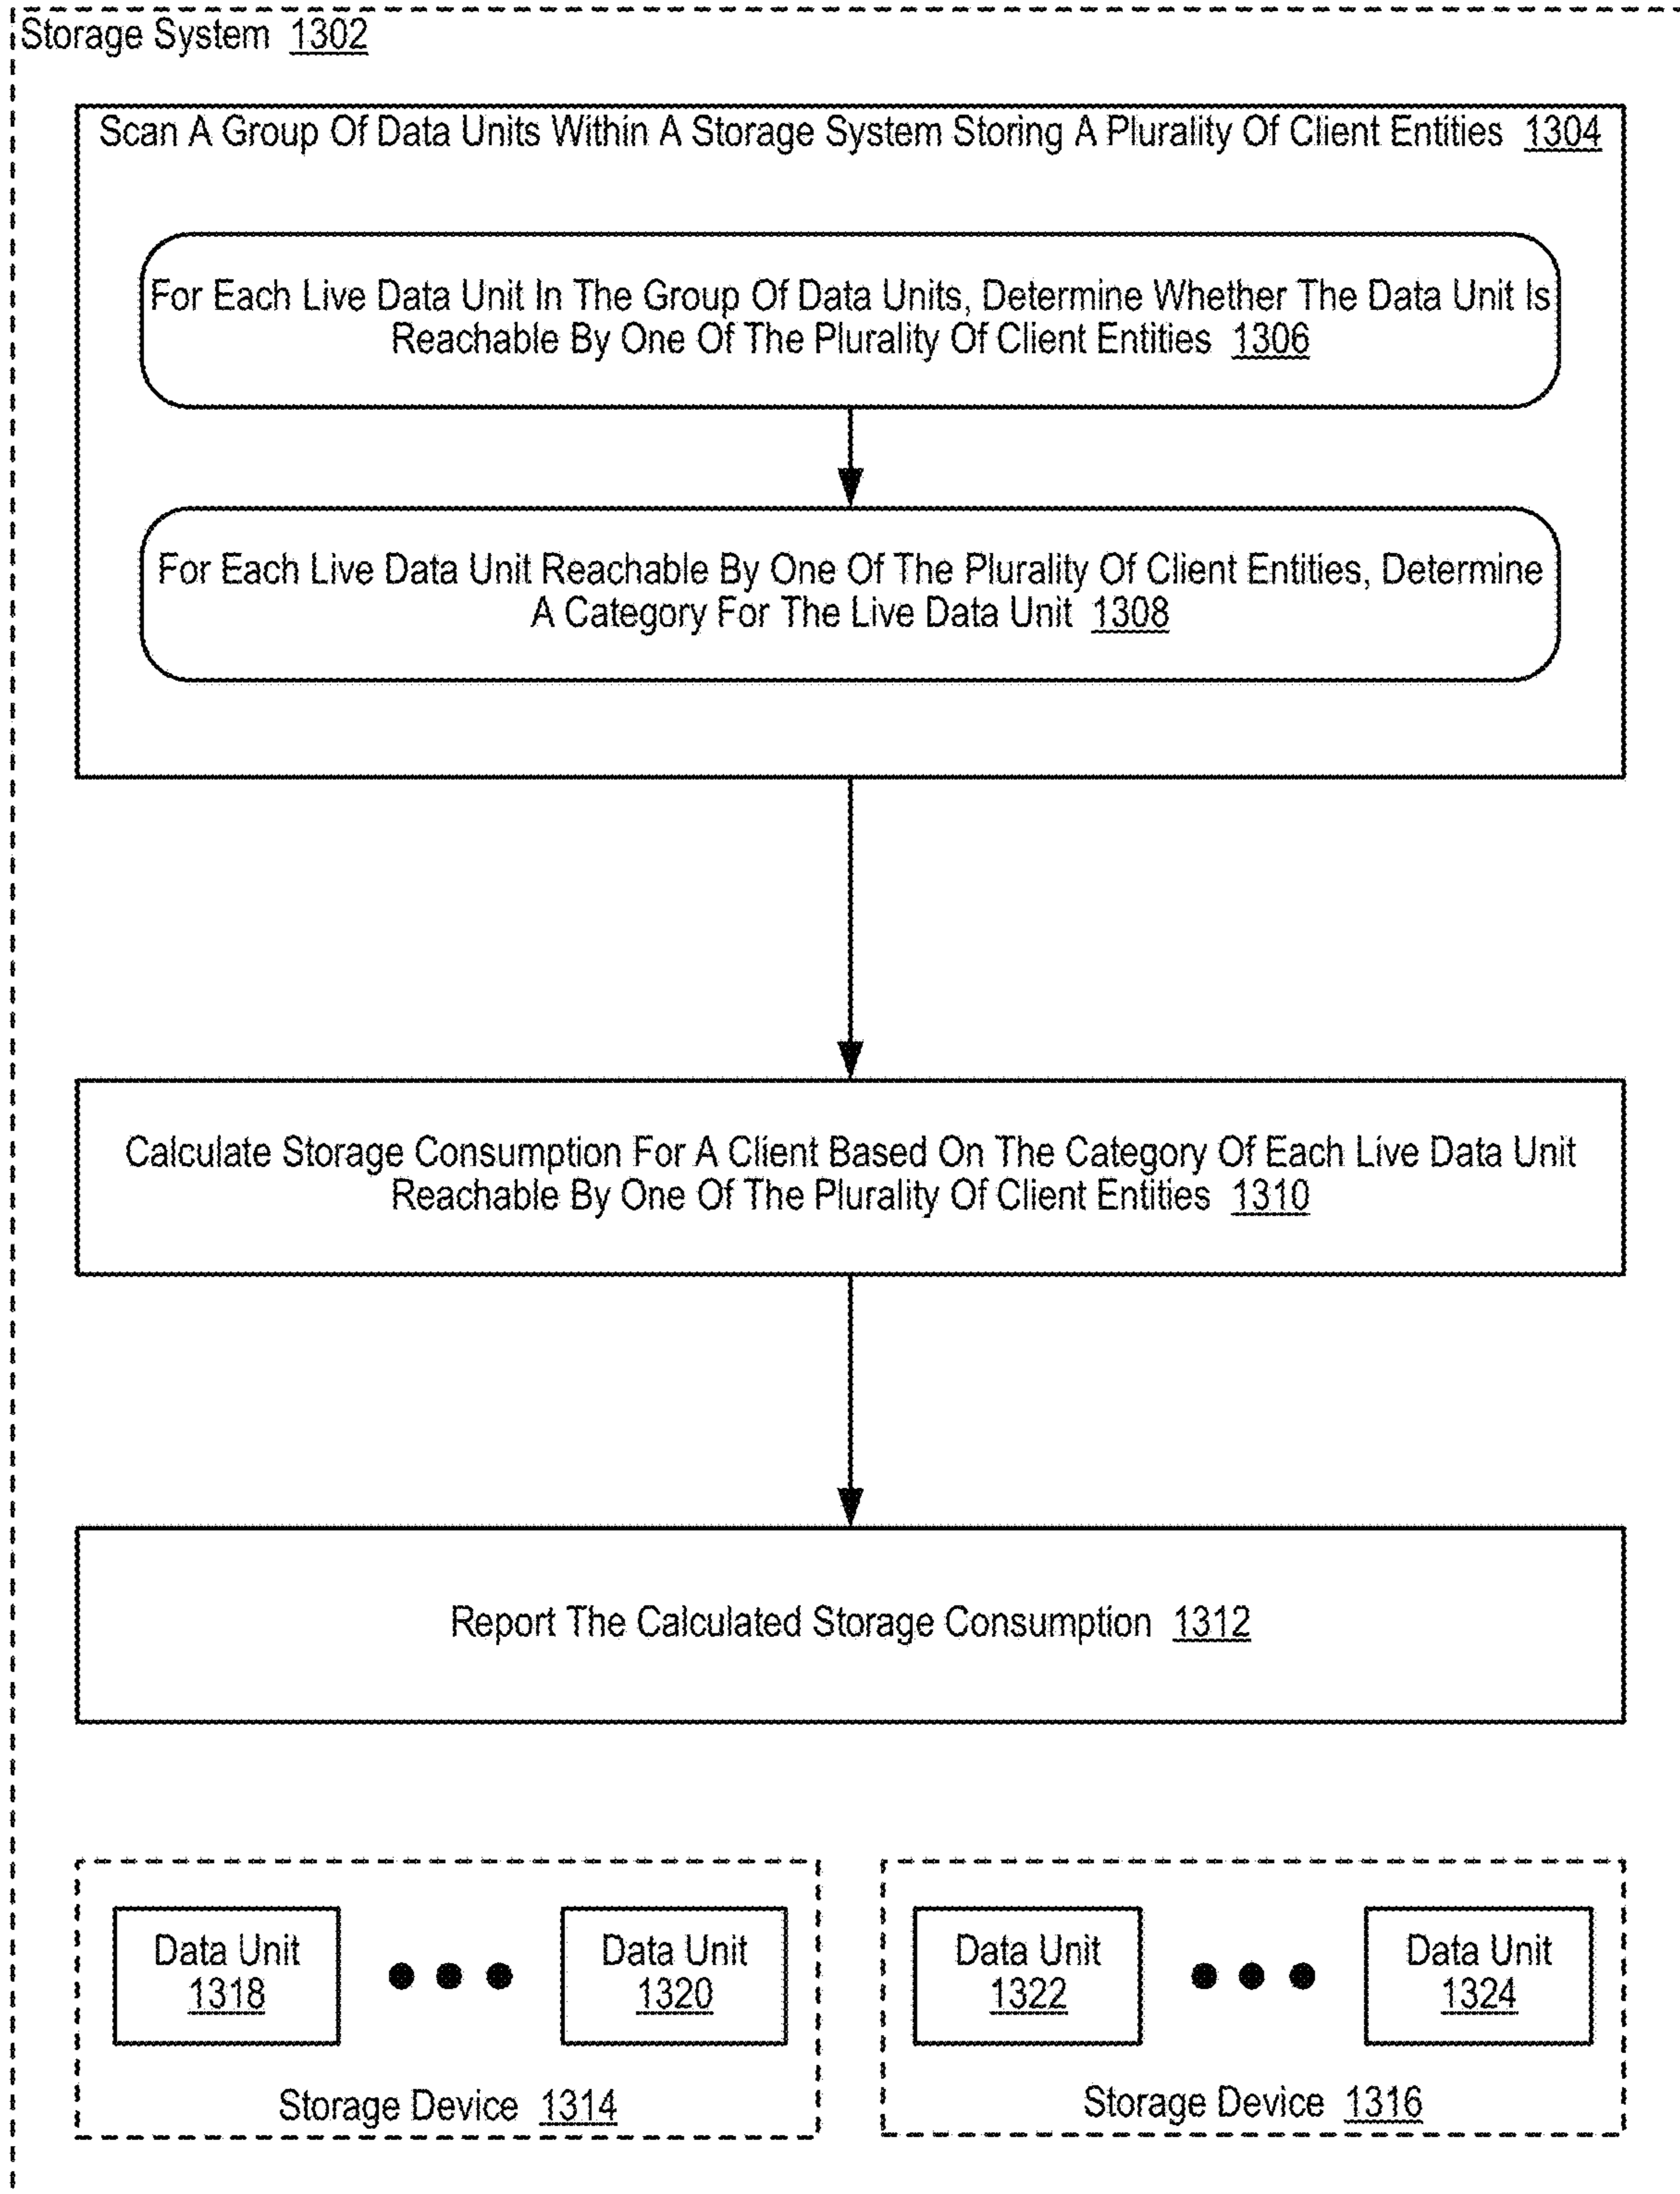 Storage System 1302
Scan A Group Of Data Units Within A Storage System Storing A Plurality Of Client Entities 1304
For Each Live Data Unit In The Group Of Data Units, Determine Whether The Data Unit Is
Reachable By One Of The Plurality Of Client Entities 1306
For Each Live Data Unit Reachable By One Of The Plurality Of Client Entities, Determine
A Category For The Live Data Unit 1308
Calculate Storage Consumption For A Client Based On The Category Of Each Live Data Unit
Reachable By One Of The Plurality Of Client Entities 1310
Report The Calculated Storage Consumption 1312
Data Unit
1318
Data Unit
1320
Storage Device 1314
Data Unit
1322
Data Unit
1324
Storage Device 1316